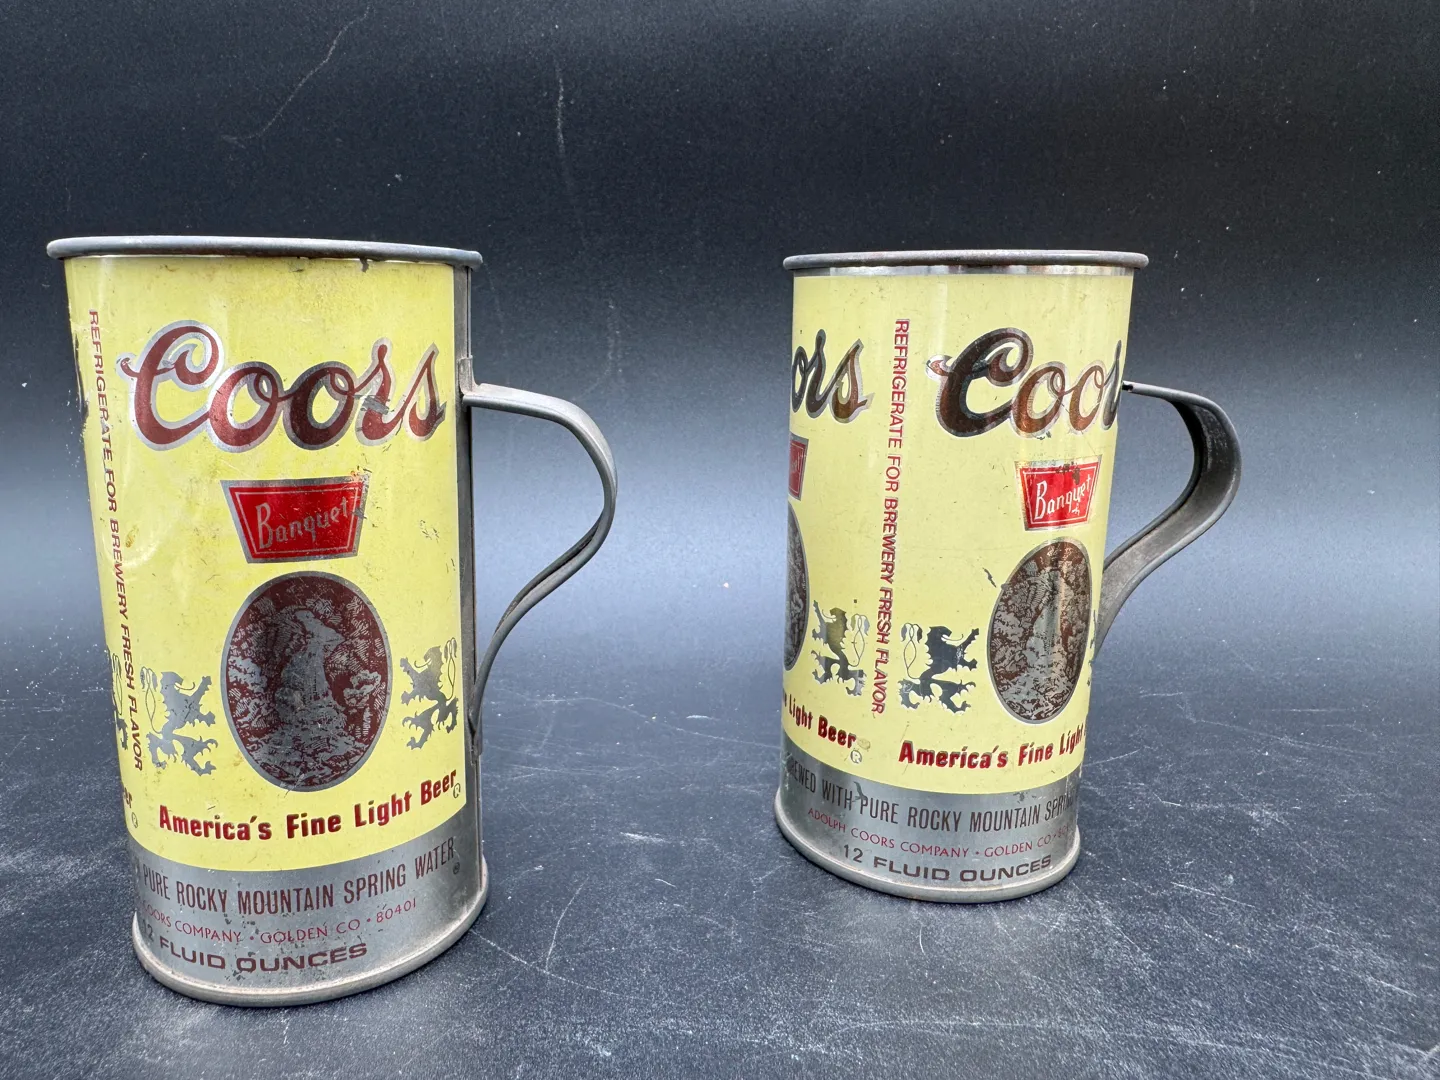 REFRIGERATE FOR BREWERY FRESH FLAVOR
Coors
Banquet
America's Fine Light Beer
®
PURE ROCKY MOUNTAIN SPRING WATER
®
COORS COMPANY · GOLDEN CO · 80401
12 FLUID OUNCES
ors
REFRIGERATE FOR BREWERY FRESH FLAVOR
Coors
Banquet
Light Beer
®
America's Fine Light
WITH PURE ROCKY MOUNTAIN
ADOLPH COORS COMPANY · GOLDEN CO
12 FLUID OUNCES